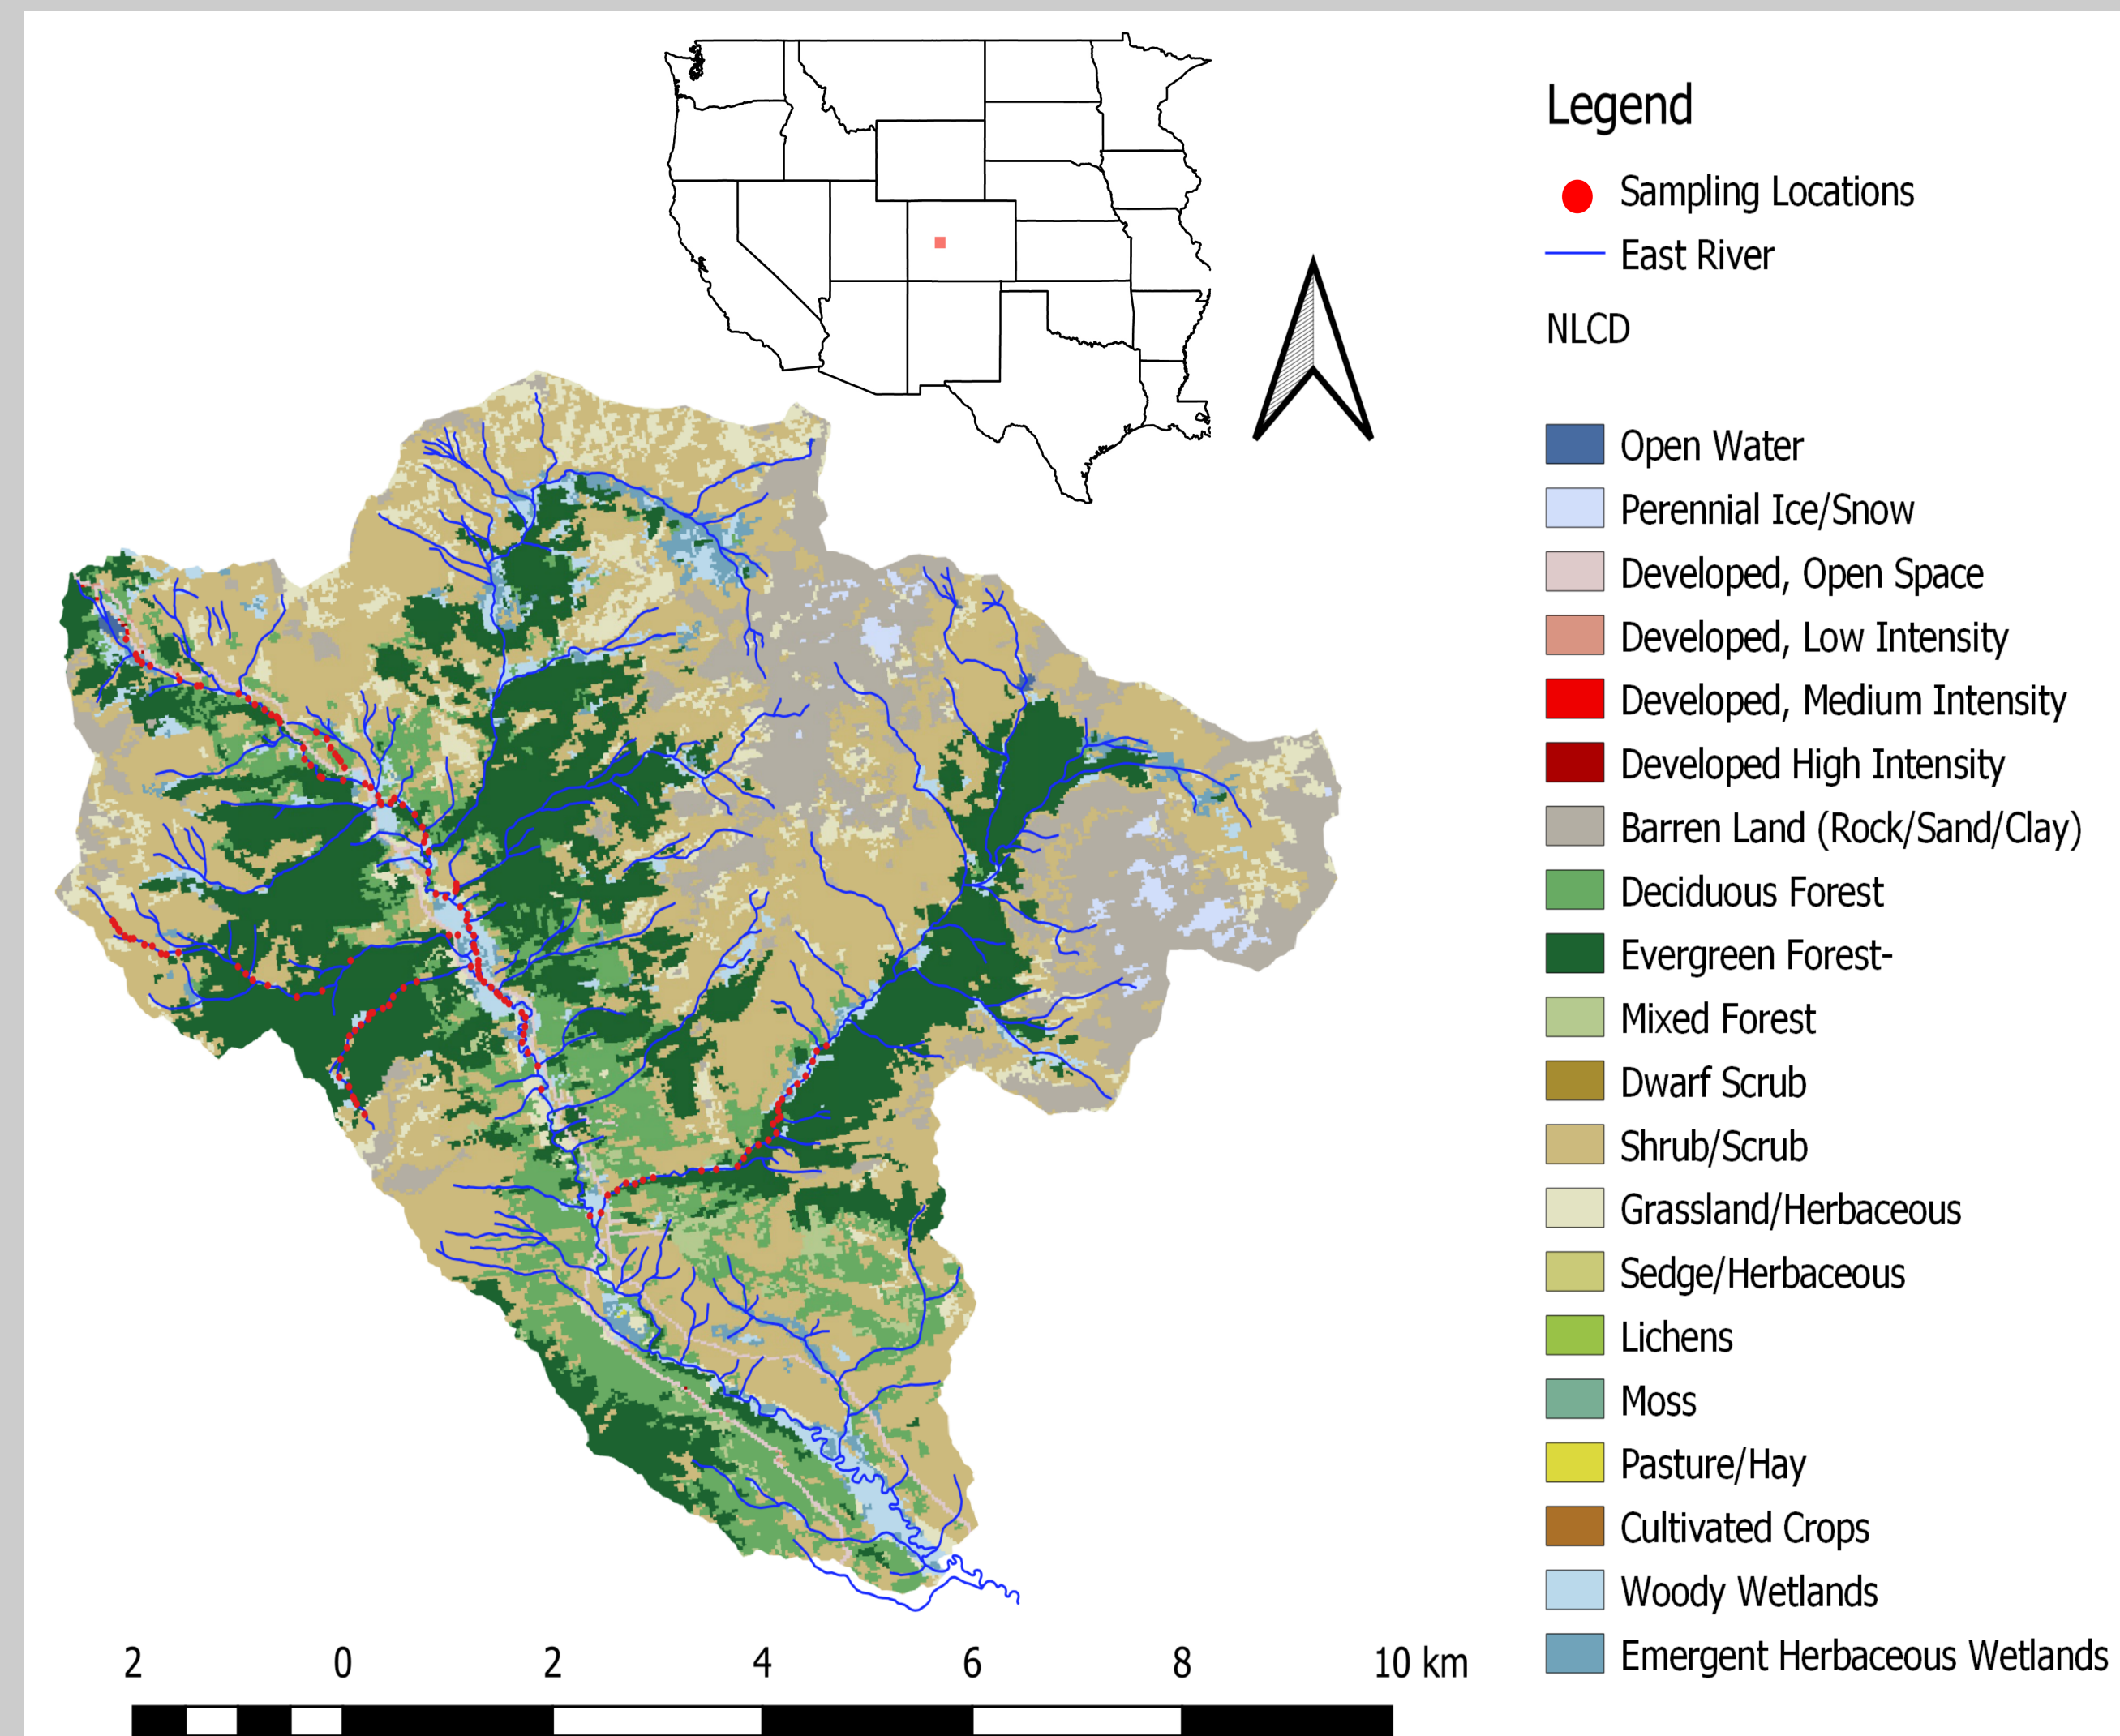 Legend
Sampling Locations
East River
NLCD
Open Water
Perennial Ice/Snow
Developed, Open Space
Developed, Low Intensity
Developed, Medium Intensity
Developed High Intensity
Barren Land (Rock/Sand/Clay)
Deciduous Forest
Evergreen Forest-
Mixed Forest
Dwarf Scrub
Shrub/Scrub
Grassland/Herbaceous
Sedge/Herbaceous
Lichens
Moss
Pasture/Hay
Cultivated Crops
Woody Wetlands
Emergent Herbaceous Wetlands
2 0 2 4 6 8 10 km